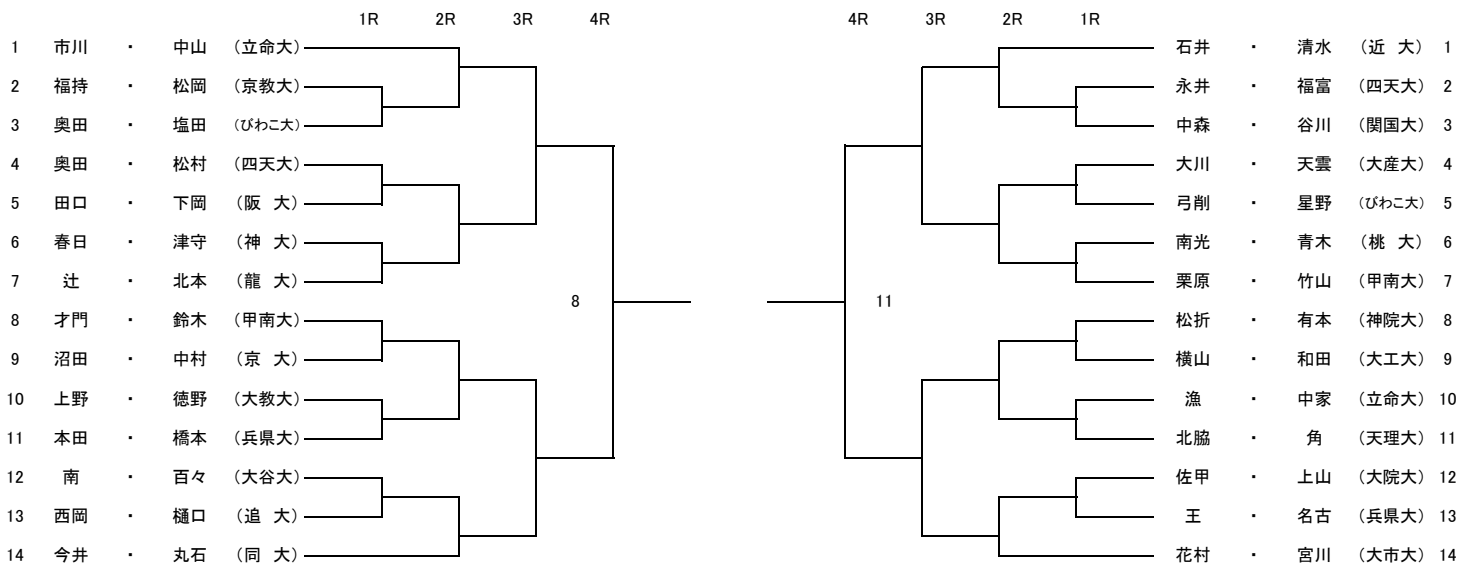 1R 2R 3R 4R 4R 3R 2R 1R
1 市川 ・ 中山 (立命大) 石井 ・ 清水 (近 大) 1
2 福持 ・ 松岡 (京教大) 永井 ・ 福富 (四天大) 2
3 奥田 ・ 塩田 (びわこ大) 中森 ・ 谷川 (関国大) 3
4 奥田 ・ 松村 (四天大) 大川 ・ 天雲 (大産大) 4
5 田口 ・ 下岡 (阪 大) 弓削 ・ 星野 (びわこ大) 5
6 春日 ・ 津守 (神 大) 南光 ・ 青木 (桃 大) 6
7 辻 ・ 北本 (龍 大) 栗原 ・ 竹山 (甲南大) 7
8 11
8 才門 ・ 鈴木 (甲南大) 松折 ・ 有本 (神院大) 8
9 沼田 ・ 中村 (京 大) 横山 ・ 和田 (大工大) 9
10 上野 ・ 徳野 (大教大) 漁 ・ 中家 (立命大) 10
11 本田 ・ 橋本 (兵県大) 北脇 ・ 角 (天理大) 11
12 南 ・ 百々 (大谷大) 佐甲 ・ 上山 (大院大) 12
13 西岡 ・ 樋口 (追 大) 王 ・ 名古 (兵県大) 13
14 今井 ・ 丸石 (同 大) 花村 ・ 宮川 (大市大) 14